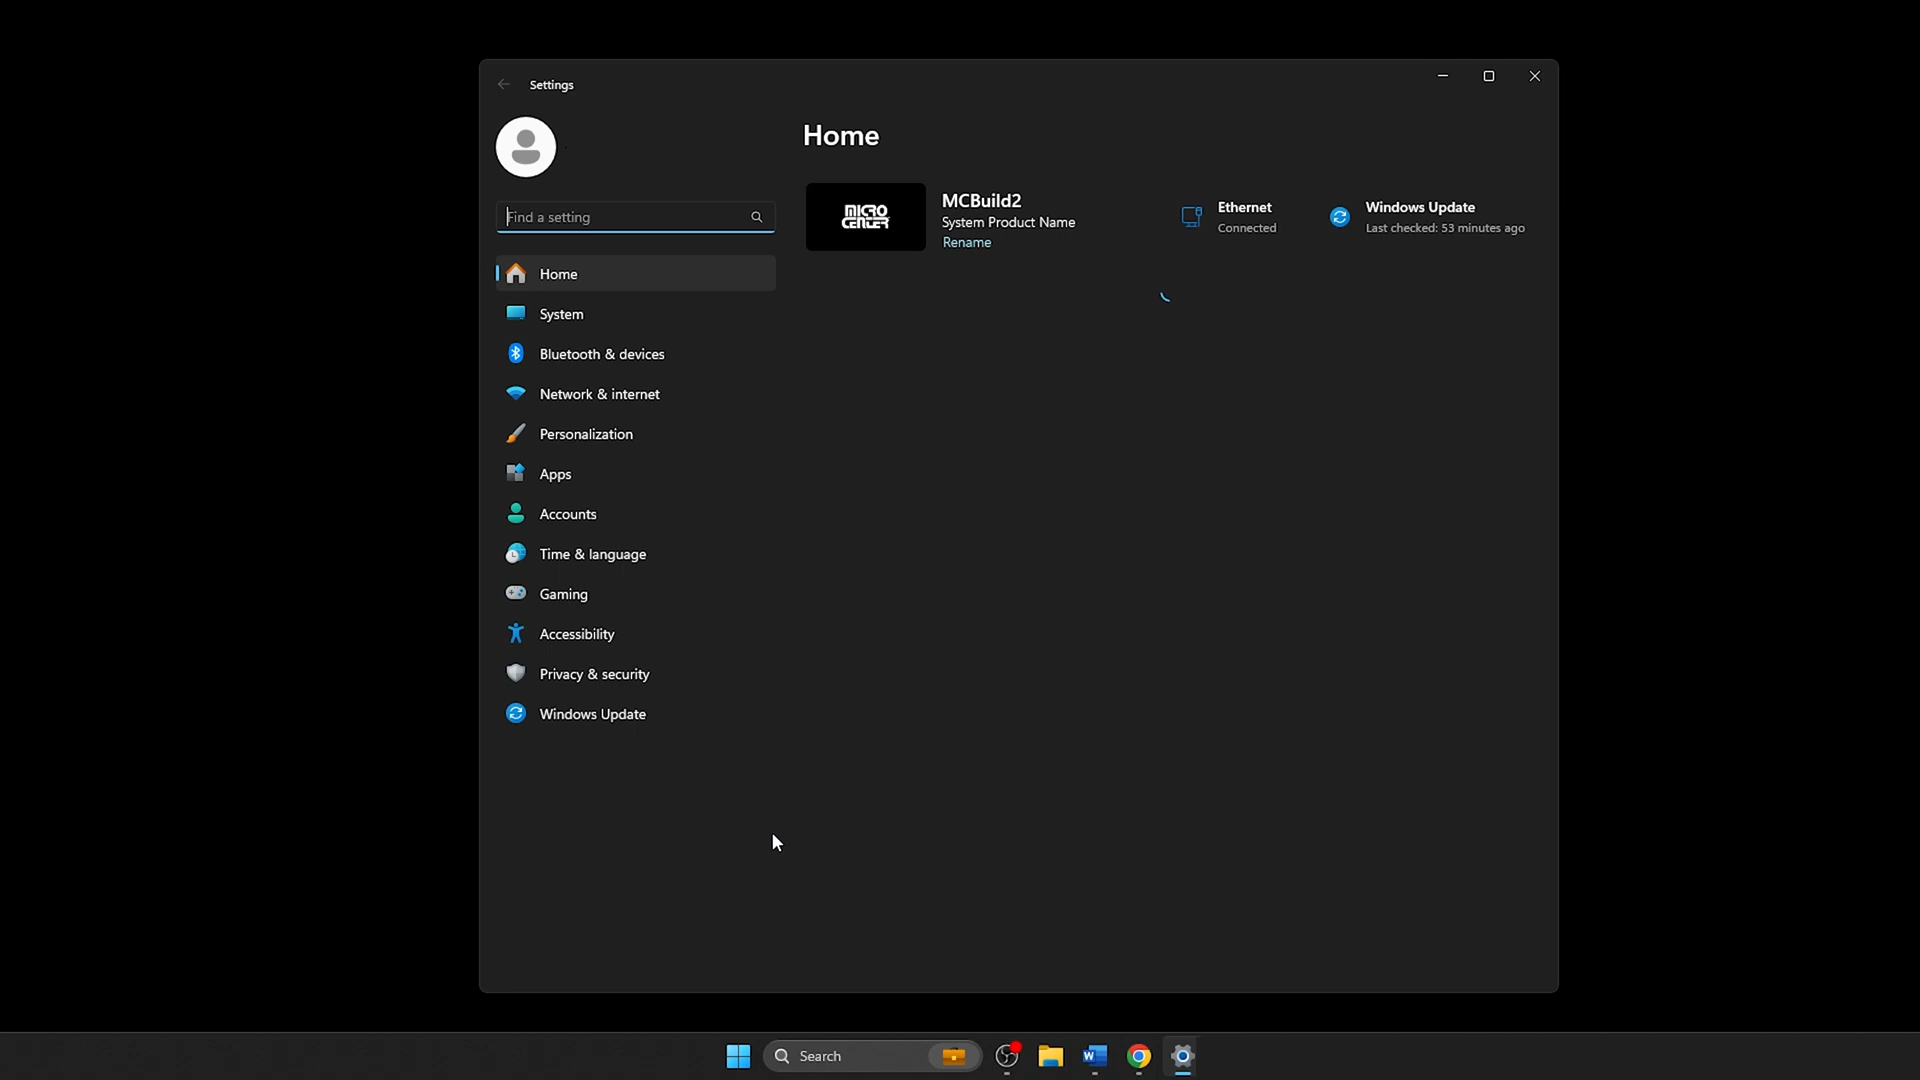 Settings
Home
MICRO
CENTER
MCBuild2
System Product Name
Rename
Ethernet
Connected
Windows Update
Last checked: 53 minutes ago
Find a setting
Home
System
Bluetooth & devices
Network & internet
Personalization
Apps
Accounts
Time & language
Gaming
Accessibility
Privacy & security
Windows Update
Search